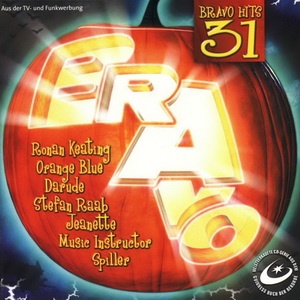 Aus der TV- und Funkwerbung
BRAVO HITS
31
BRAVO
Ronan Keating
Orange Blue
Darude
Stefan Raab
Jeanette
Music Instructor
Spiller